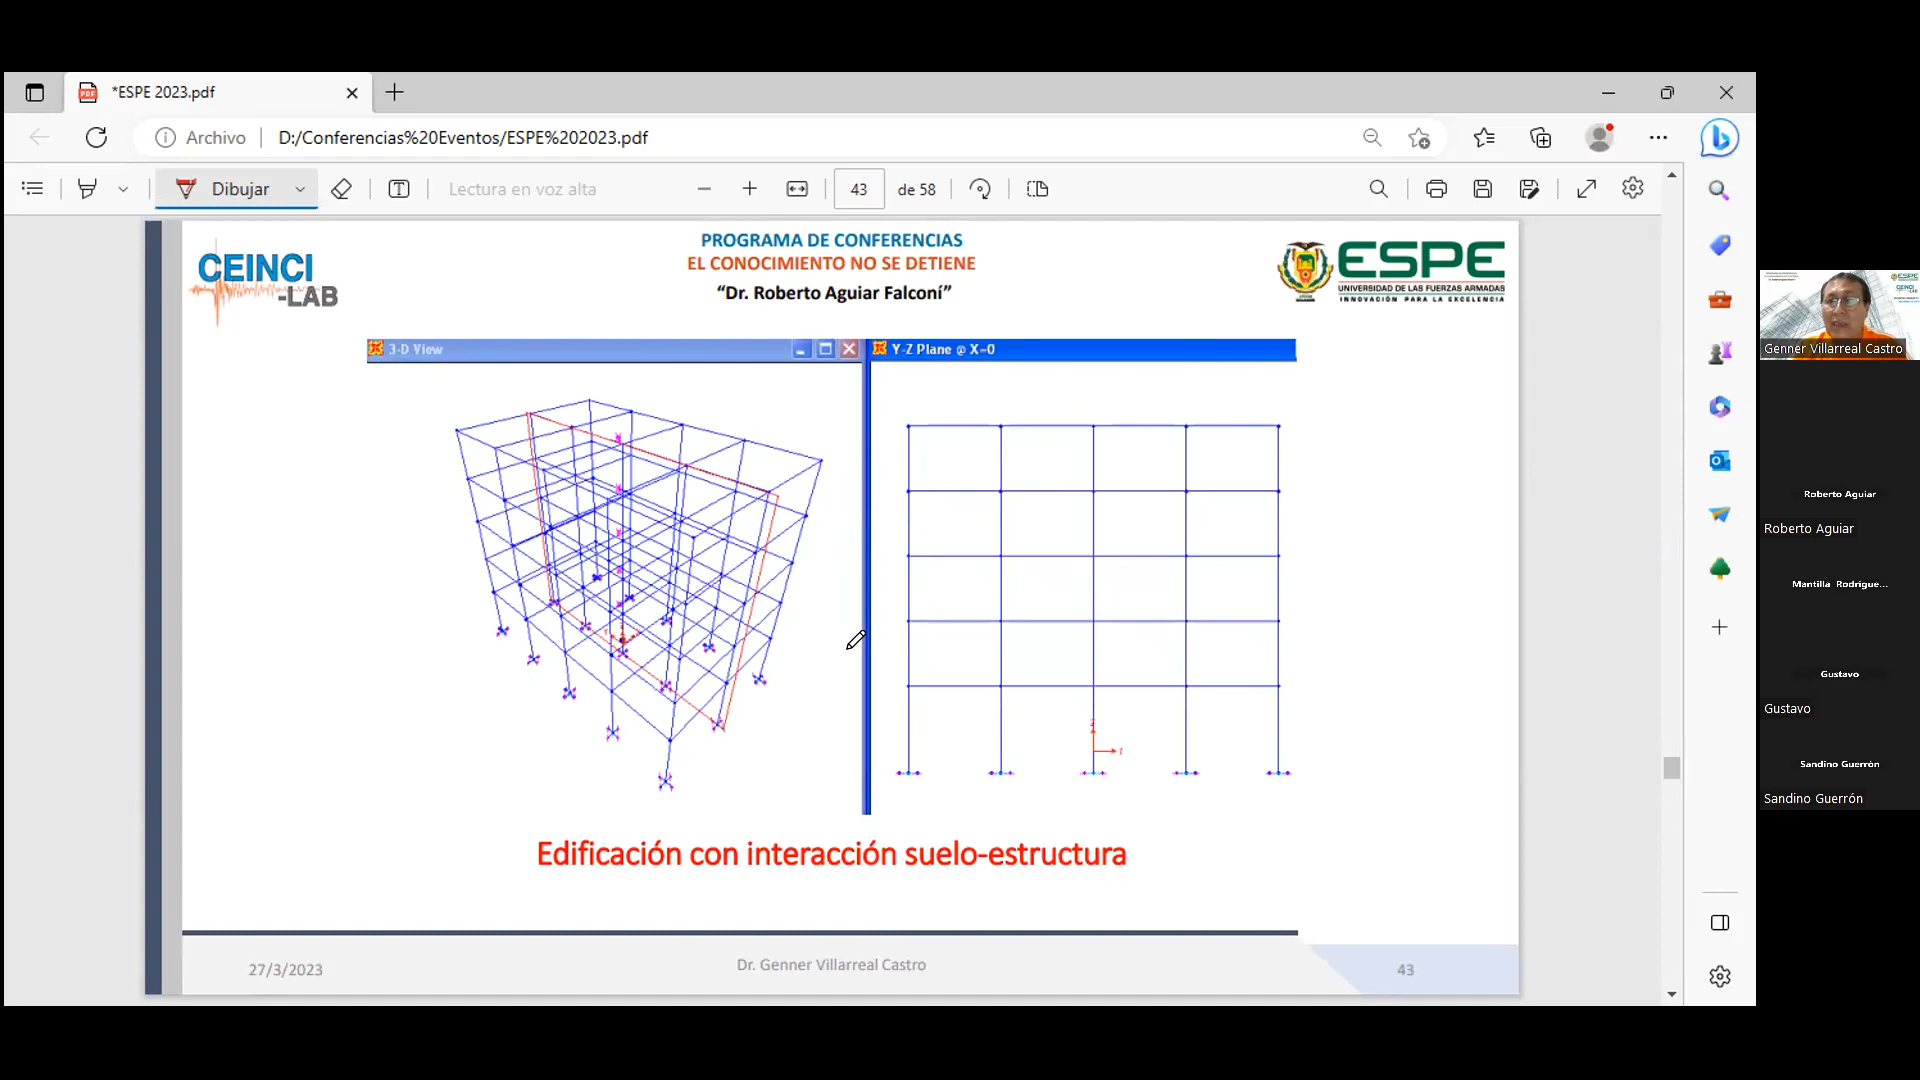 *ESPE 2023.pdf
Archivo
D:/Conferencias%20Eventos/ESPE%202023.pdf
Dibujar
Lectura en voz alta
43
de 58
CEINCI
-LAB
PROGRAMA DE CONFERENCIAS
EL CONOCIMIENTO NO SE DETIENE
“Dr. Roberto Aguiar Falconí”
ESPE
UNIVERSIDAD DE LAS FUERZAS ARMADAS
INNOVACIÓN PARA LA EXCELENCIA
3-D View
Y-Z Plane @ X=0
Z
Y
Edificación con interacción suelo-estructura
27/3/2023
Dr. Genner Villarreal Castro
43
Genner Villarreal Castro
Roberto Aguiar
Roberto Aguiar
Mantilla Rodrigue...
Gustavo
Gustavo
Sandino Guerrón
Sandino Guerrón